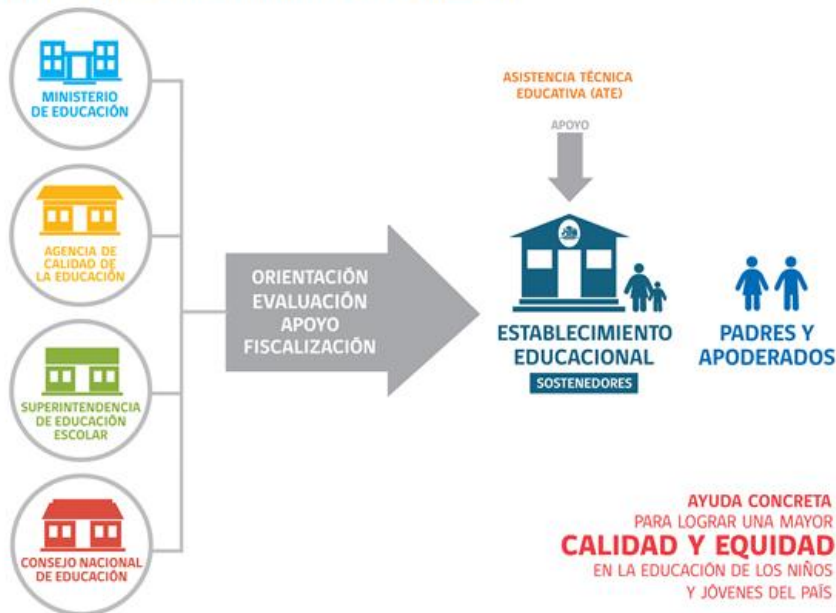 MINISTERIO
DE EDUCACIÓN
AGENCIA DE
CALIDAD DE
LA EDUCACIÓN
SUPERINTENDENCIA
DE EDUCACIÓN
ESCOLAR
CONSEJO NACIONAL
DE EDUCACIÓN
ORIENTACIÓN
EVALUACIÓN
APOYO
FISCALIZACIÓN
ASISTENCIA TÉCNICA
EDUCATIVA (ATE)
APOYO
ESTABLECIMIENTO
EDUCACIONAL
SOSTENEDORES
PADRES Y
APODERADOS
AYUDA CONCRETA
PARA LOGRAR UNA MAYOR
CALIDAD Y EQUIDAD
EN LA EDUCACIÓN DE LOS NIÑOS
Y JÓVENES DEL PAÍS